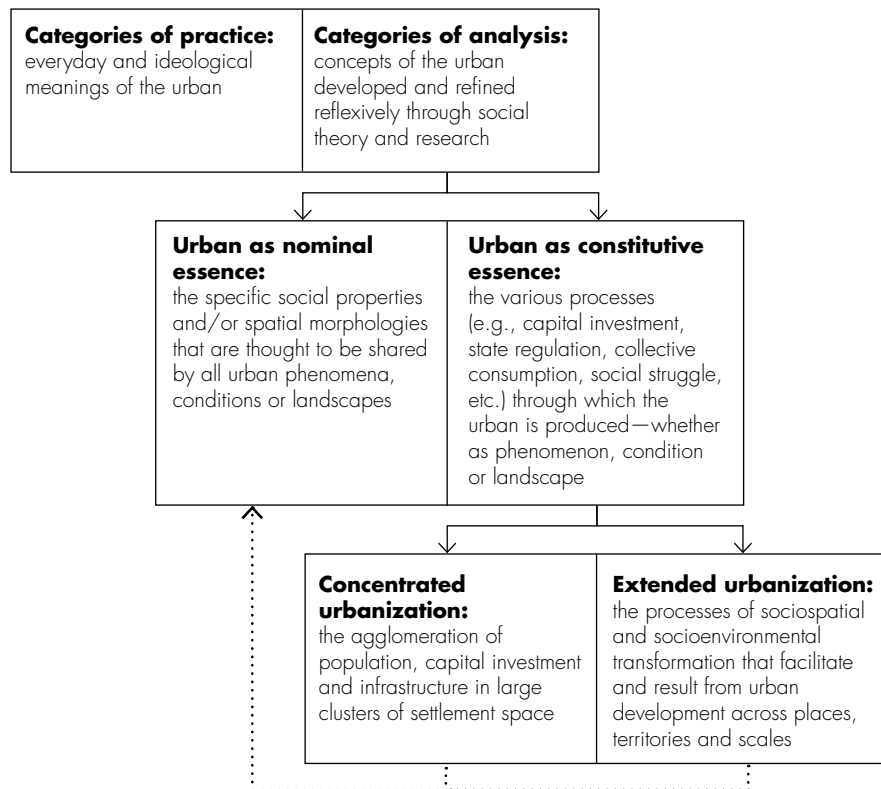 Categories of practice:
everyday and ideological
meanings of the urban
Categories of analysis:
concepts of the urban
developed and refined
reflexively through social
theory and research
Urban as nominal
essence:
the specific social properties
and/or spatial morphologies
that are thought to be shared
by all urban phenomena,
conditions or landscapes
Urban as constitutive
essence:
the various processes
(e.g., capital investment,
state regulation, collective
consumption, social struggle,
etc.) through which the
urban is produced—whether
as phenomenon, condition
or landscape
Concentrated
urbanization:
the agglomeration of
population, capital investment
and infrastructure in large
clusters of settlement space
Extended urbanization:
the processes of sociospatial
and socioenvironmental
transformation that facilitate
and result from urban
development across places,
territories and scales